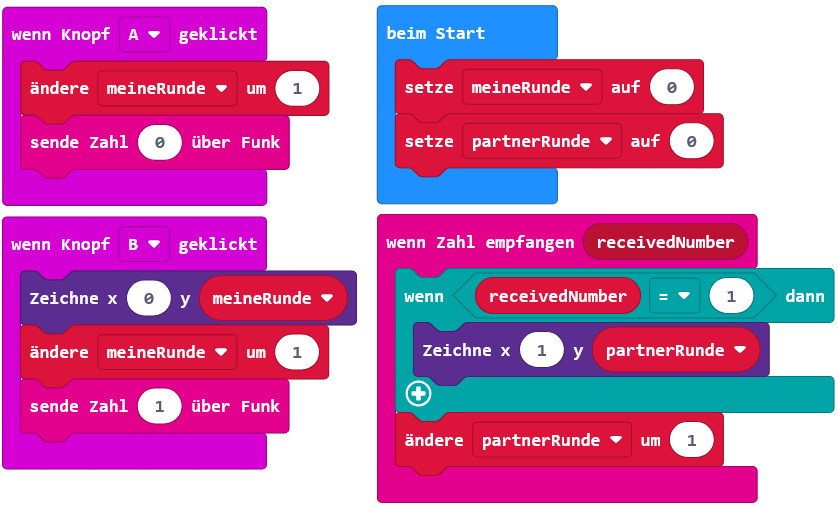 wenn Knopf A geklickt
ändere meineRunde um 1
sende Zahl 0 über Funk
beim Start
setze meineRunde auf 0
setze partnerRunde auf 0
wenn Knopf B geklickt
Zeichne x 0 y meineRunde
ändere meineRunde um 1
sende Zahl 1 über Funk
wenn Zahl empfangen receivedNumber
wenn receivedNumber = 1 dann
Zeichne x 1 y partnerRunde
ändere partnerRunde um 1